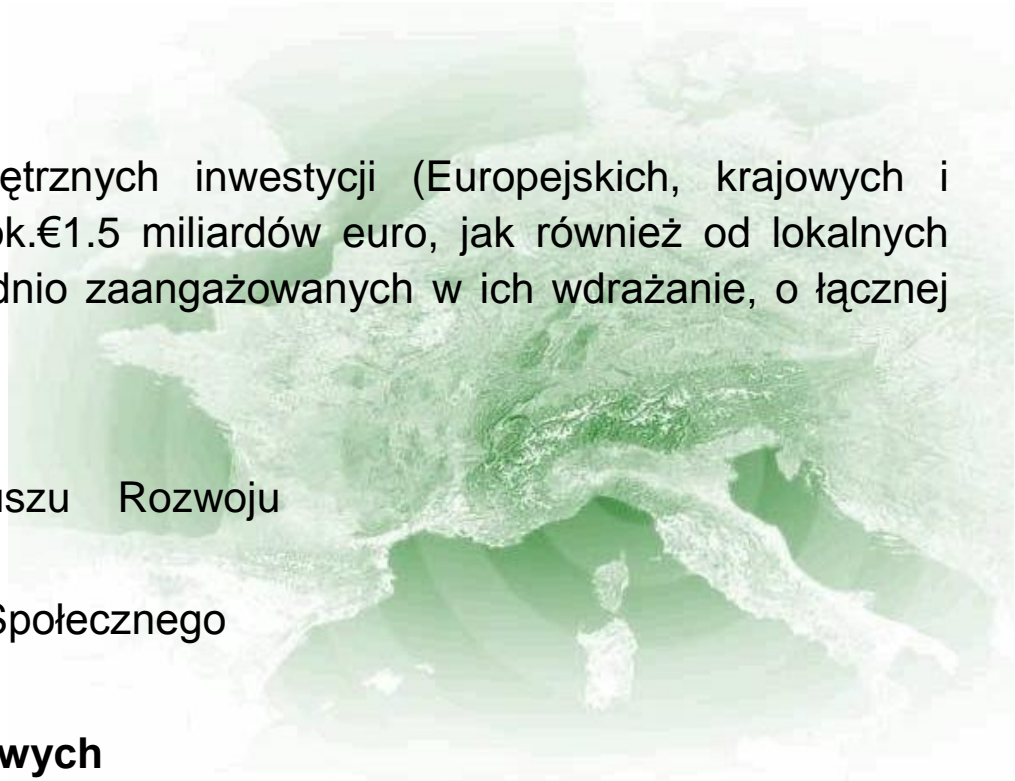 ętrznych inwestycji (Europejskich, krajowych i
ok.€1.5 miliardów euro, jak również od lokalnych
dnio zaangażowanych w ich wdrażanie, o łącznej
uszu Rozwoju
Społecznego
wych